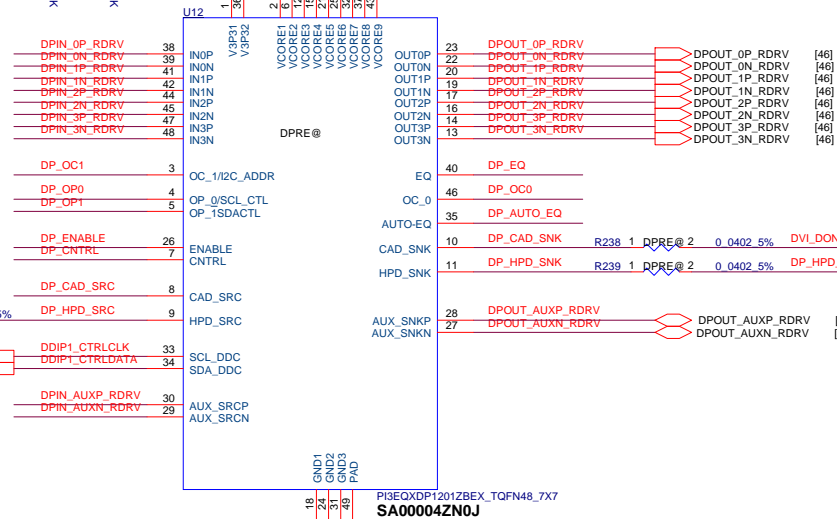 U12
1
36
2
6
V3P31
V3P32
VCORE1
VCORE2
VCORE3
VCORE4
VCORE5
VCORE6
VCORE7
VCORE8
VCORE9
DPIN_0P_RDRV 38 IN0P
DPIN_0N_RDRV 39 IN0N
DPIN_1P_RDRV 41 IN1P
DPIN_1N_RDRV 42 IN1N
DPIN_2P_RDRV 44 IN2P
DPIN_2N_RDRV 45 IN2N
DPIN_3P_RDRV 47 IN3P
DPIN_3N_RDRV 48 IN3N
DPRE@
OUT0P 23 DPOUT_0P_RDRV DPOUT_0P_RDRV [46]
OUT0N 22 DPOUT_0N_RDRV DPOUT_0N_RDRV [46]
OUT1P 20 DPOUT_1P_RDRV DPOUT_1P_RDRV [46]
OUT1N 19 DPOUT_1N_RDRV DPOUT_1N_RDRV [46]
OUT2P 17 DPOUT_2P_RDRV DPOUT_2P_RDRV [46]
OUT2N 16 DPOUT_2N_RDRV DPOUT_2N_RDRV [46]
OUT3P 14 DPOUT_3P_RDRV DPOUT_3P_RDRV [46]
OUT3N 13 DPOUT_3N_RDRV DPOUT_3N_RDRV [46]
DP_OC1 3 OC_1/I2C_ADDR
DP_OP0 4 OP_0/SCL_CTL
DP_OP1 5 OP_1SDACTL
DP_ENABLE 26 ENABLE
DP_CNTRL 7 CNTRL
DP_CAD_SRC 8 CAD_SRC
5% DP_HPD_SRC 9 HPD_SRC
DDIP1_CTRLCLK 33 SCL_DDC
DDIP1_CTRLDATA 34 SDA_DDC
DPIN_AUXP_RDRV 30 AUX_SRCP
DPIN_AUXN_RDRV 29 AUX_SRCN
EQ 40 DP_EQ
OC_0 46 DP_OC0
AUTO-EQ 35 DP_AUTO_EQ
CAD_SNK 10 DP_CAD_SNK R238 1 DPRE@ 2 0_0402_5% DVI_DON
HPD_SNK 11 DP_HPD_SNK R239 1 DPRE@ 2 0_0402_5% DP_HPD_
AUX_SNKP 28 DPOUT_AUXP_RDRV DPOUT_AUXP_RDRV [
AUX_SNKN 27 DPOUT_AUXN_RDRV DPOUT_AUXN_RDRV [
GND1
GND2
GND3
PAD
18
24
31
49
PI3EQXDP1201ZBEX_TQFN48_7X7
SA00004ZN0J